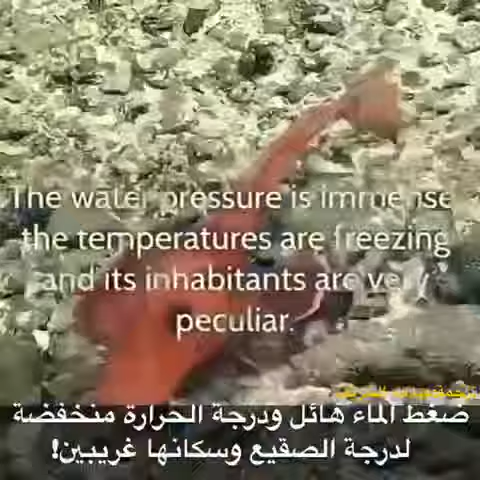 The water pressure is immense
the temperatures are freezing
and its inhabitants are very
peculiar.
ضغط الماء هائل ودرجة الحرارة منخفضة
لدرجة الصقيع وسكانها غريبين!